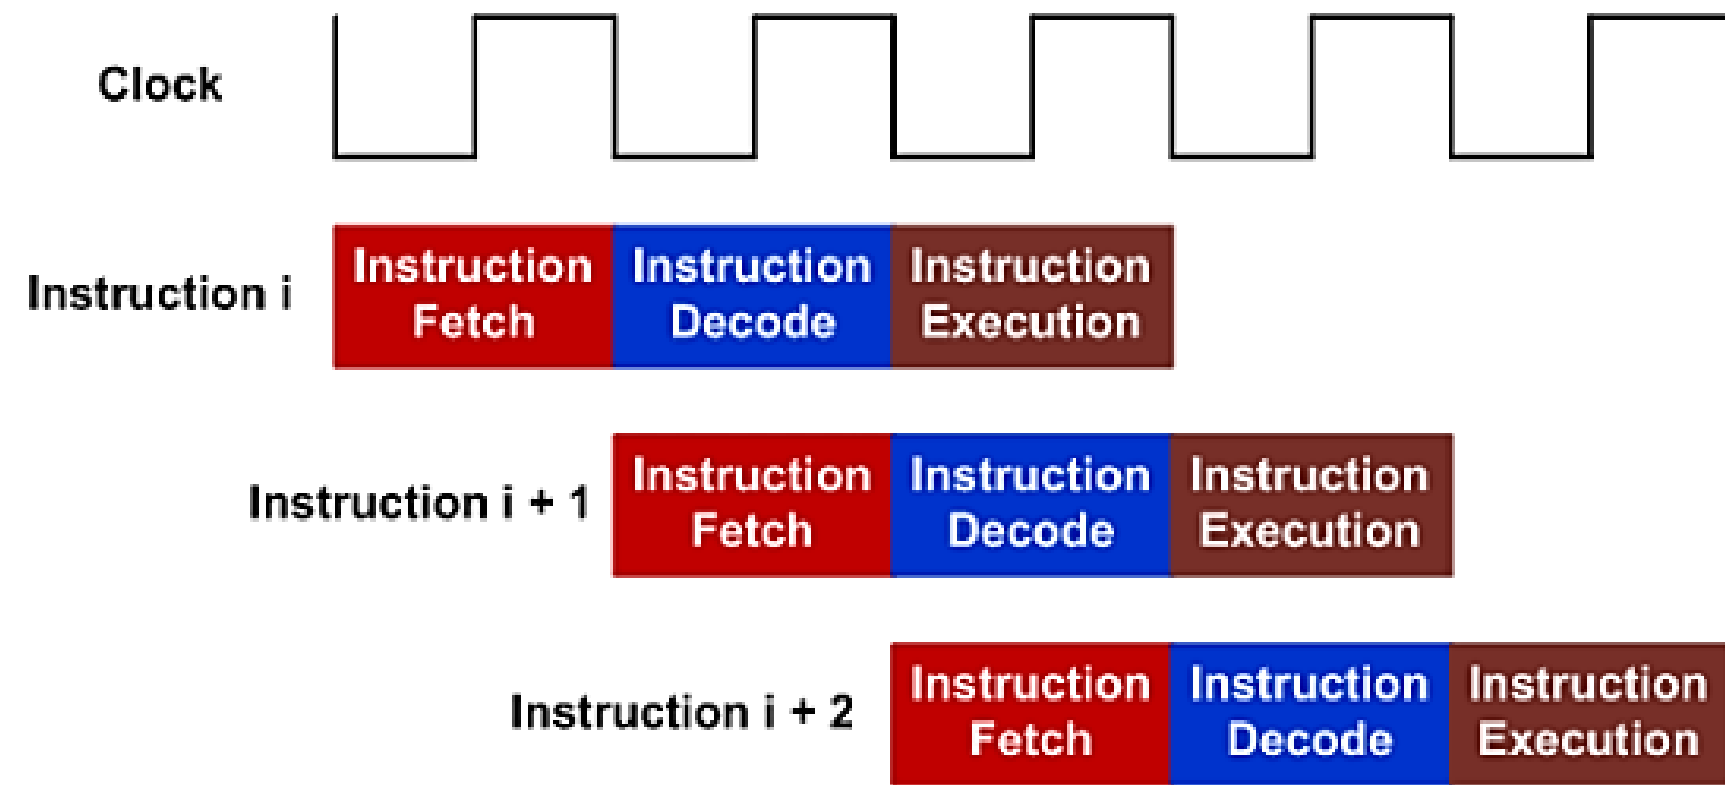 Clock
Instruction i
Instruction
Fetch
Instruction
Decode
Instruction
Execution
Instruction i + 1
Instruction
Fetch
Instruction
Decode
Instruction
Execution
Instruction i + 2
Instruction
Fetch
Instruction
Decode
Instruction
Execution